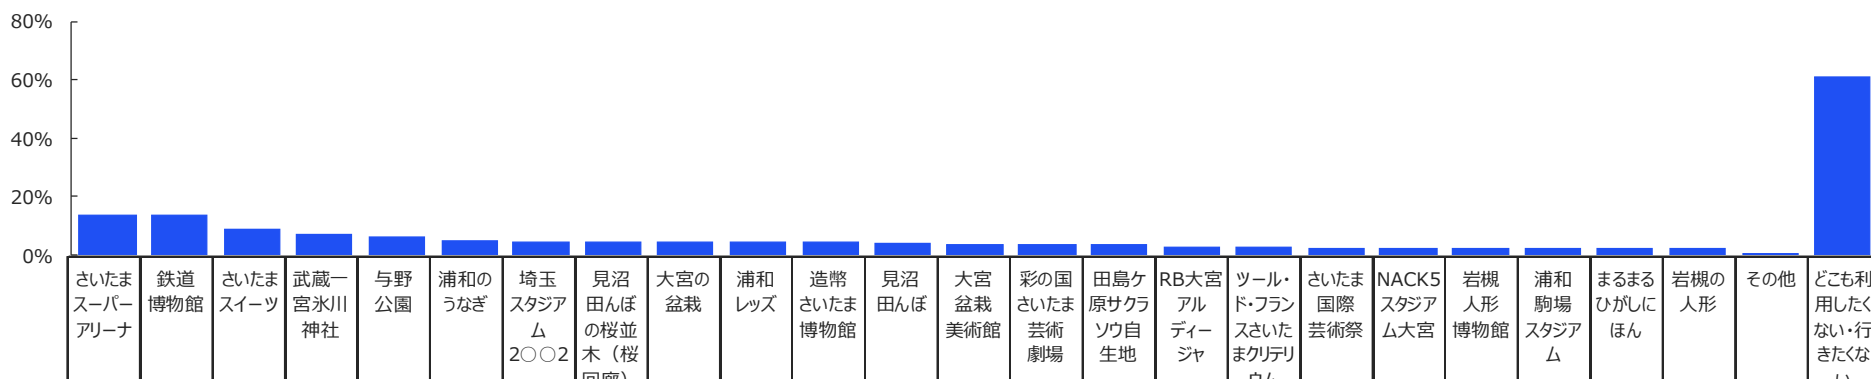 80%
60%
40%
20%
0%
さいたま
スーパー
アリーナ
鉄道
博物館
さいたま
スイーツ
武蔵一
宮氷川
神社
与野
公園
浦和の
うなぎ
埼玉
スタジア
ム
2○○2
見沼
田んぼ
の桜並
木（桜
回廊）
大宮の
盆栽
浦和
レッズ
造幣
さいたま
博物館
見沼
田んぼ
大宮
盆栽
美術館
彩の国
さいたま
芸術
劇場
田島ケ
原サクラ
ソウ自
生地
RB大宮
アル
ディー
ジャ
ツール・
ド・フラン
スさいた
まクリテリ
ウム
さいたま
国際
芸術祭
NACK5
スタジア
ム大宮
岩槻
人形
博物館
浦和
駒場
スタジア
ム
まるまる
ひがしに
ほん
岩槻の
人形
その他
どこも利
用したく
ない・行
きたくな
い